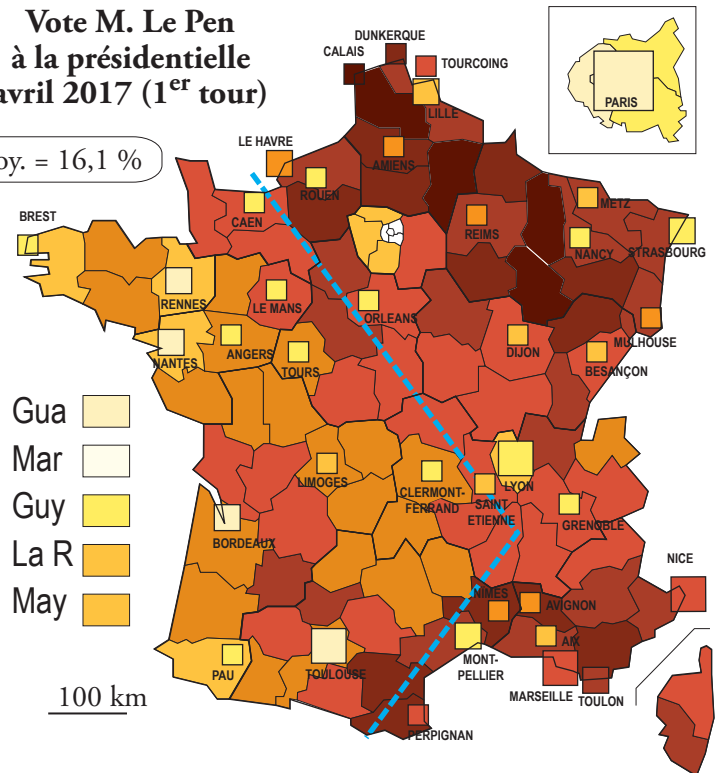 Vote M. Le Pen
à la présidentielle
avril 2017 (1er tour)
oy. = 16,1 %
DUNKERQUE
CALAIS
TOURCOING
LILLE
PARIS
LE HAVRE
AMIENS
ROUEN
CAEN
REIMS
METZ
NANCY
STRASBOURG
BREST
RENNES
LE MANS
ORLEANS
NANTES
ANGERS
TOURS
DIJON
MULHOUSE
BESANÇON
Gua
Mar
Guy
La R
May
LIMOGES
CLERMONT-
FERRAND
LYON
SAINT
ETIENNE
GRENOBLE
BORDEAUX
NICE
NIMES
AVIGNON
AIX
PAU
TOULOUSE
MONT-
PELLIER
MARSEILLE
TOULON
PERPIGNAN
100 km